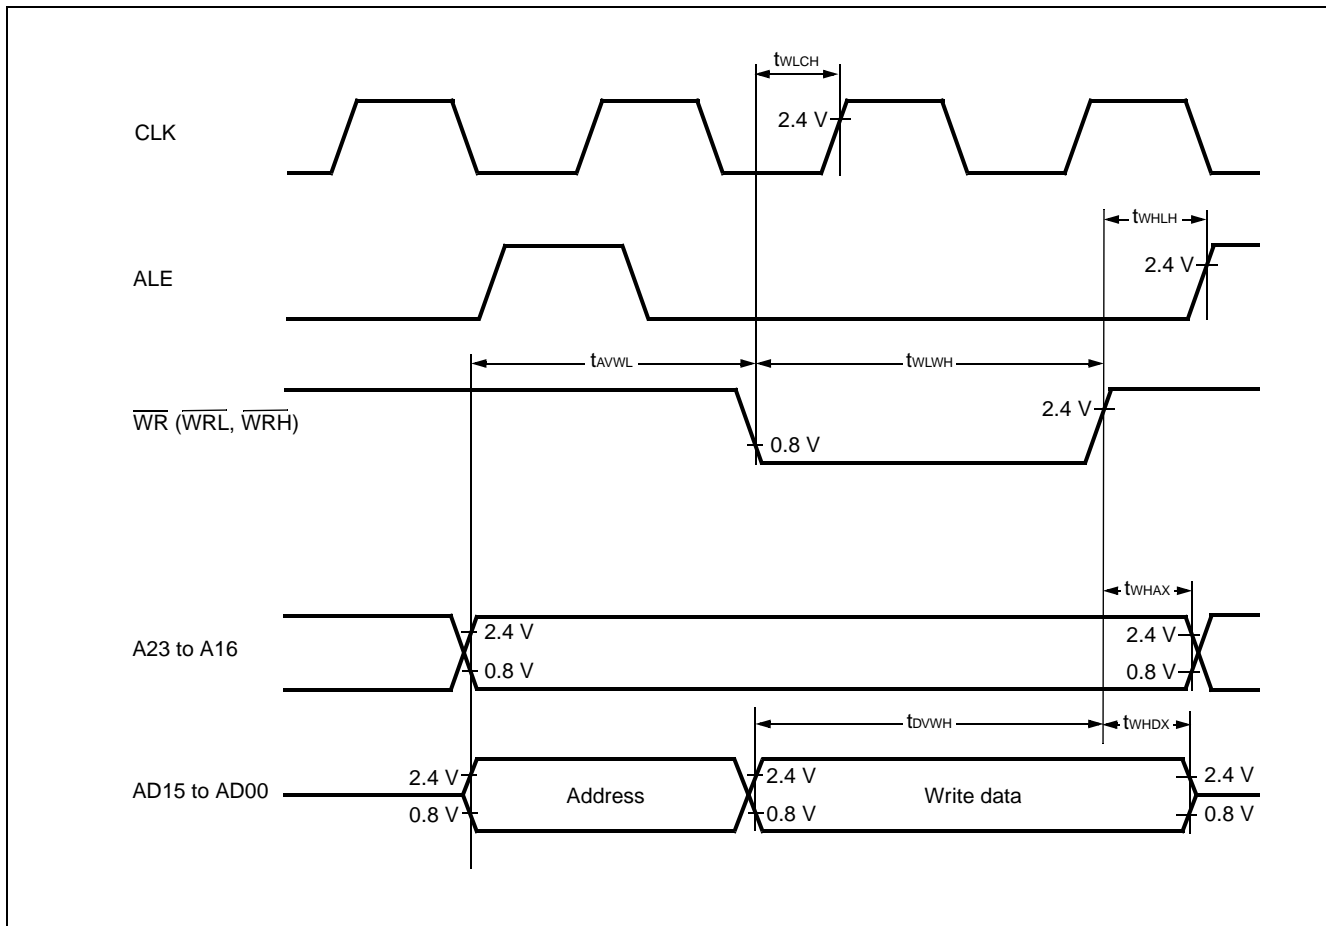 tWLCH
CLK
2.4 V
tWHLH
ALE
2.4 V
tAVWL
tWLWH
WR (WRL, WRH)
2.4 V
0.8 V
tWHAX
A23 to A16
2.4 V
2.4 V
0.8 V
0.8 V
tDVWH
tWHDX
AD15 to AD00
2.4 V
2.4 V
2.4 V
Address
Write data
0.8 V
0.8 V
0.8 V